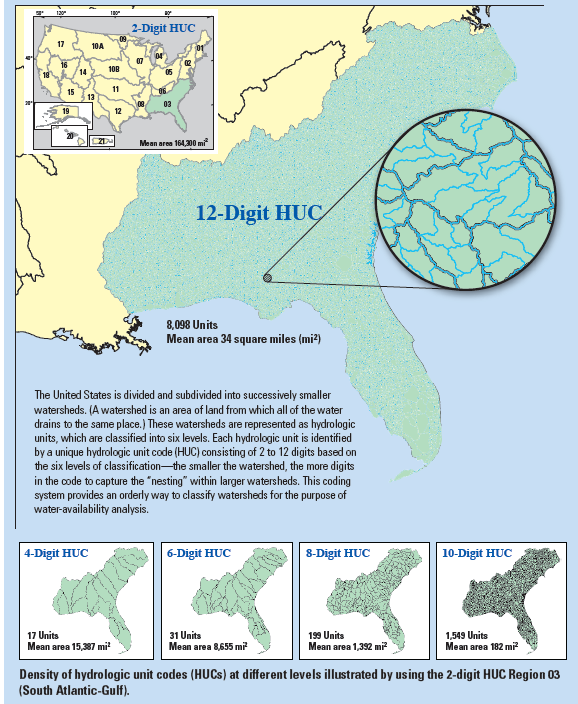 90°
120°
100°
80°
2-Digit HUC
09
17
10A
01
04
07
02
40°
16
14
10B
05
18
15
11
06
13
03
12
08
20°
19
20
21
Mean area 164,300 mi²
12-Digit HUC
8,098 Units
Mean area 34 square miles (mi²)
The United States is divided and subdivided into successively smaller
watersheds. (A watershed is an area of land from which all of the water
drains to the same place.) These watersheds are represented as hydrologic
units, which are classified into six levels. Each hydrologic unit is identified
by a unique hydrologic unit code (HUC) consisting of 2 to 12 digits based on
the six levels of classification—the smaller the watershed, the more digits
in the code to capture the “nesting” within larger watersheds. This coding
system provides an orderly way to classify watersheds for the purpose of
water-availability analysis.
4-Digit HUC
17 Units
Mean area 15,387 mi²
6-Digit HUC
31 Units
Mean area 8,655 mi²
8-Digit HUC
199 Units
Mean area 1,392 mi²
10-Digit HUC
1,549 Units
Mean area 182 mi²
Density of hydrologic unit codes (HUCs) at different levels illustrated by using the 2-digit HUC Region 03
(South Atlantic-Gulf).